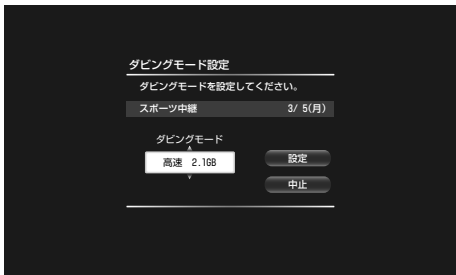 ダビングモード設定
ダビングモードを設定してください。
スポーツ中継 3/ 5(月)
ダビングモード
高速 2.1GB
設定
中止